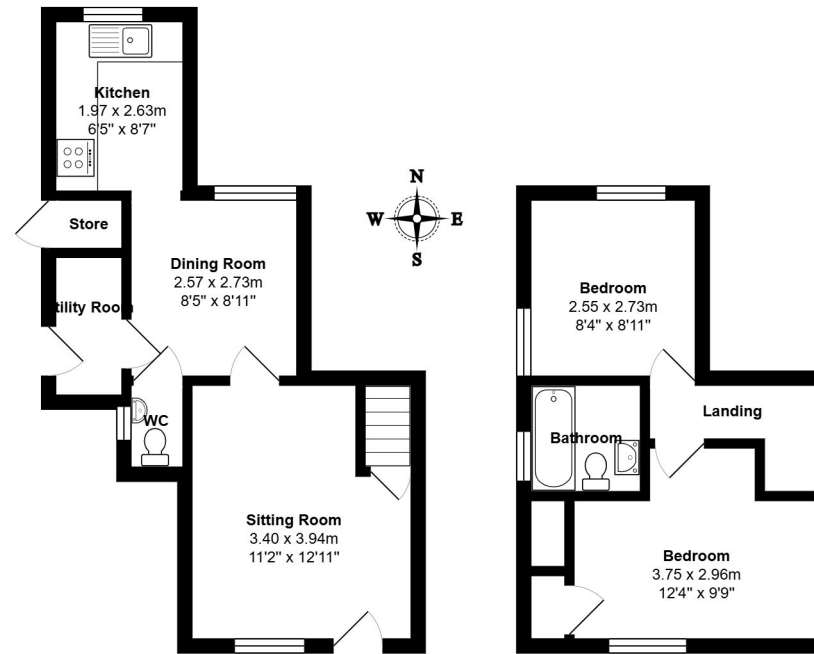 Kitchen
1.97 x 2.63m
6'5" x 8'7"
Store
Dining Room
2.57 x 2.73m
8'5" x 8'11"
tility Room
WC
Sitting Room
3.40 x 3.94m
11'2" x 12'11"
N
W E
S
Bedroom
2.55 x 2.73m
8'4" x 8'11"
Landing
Bathroom
Bedroom
3.75 x 2.96m
12'4" x 9'9"